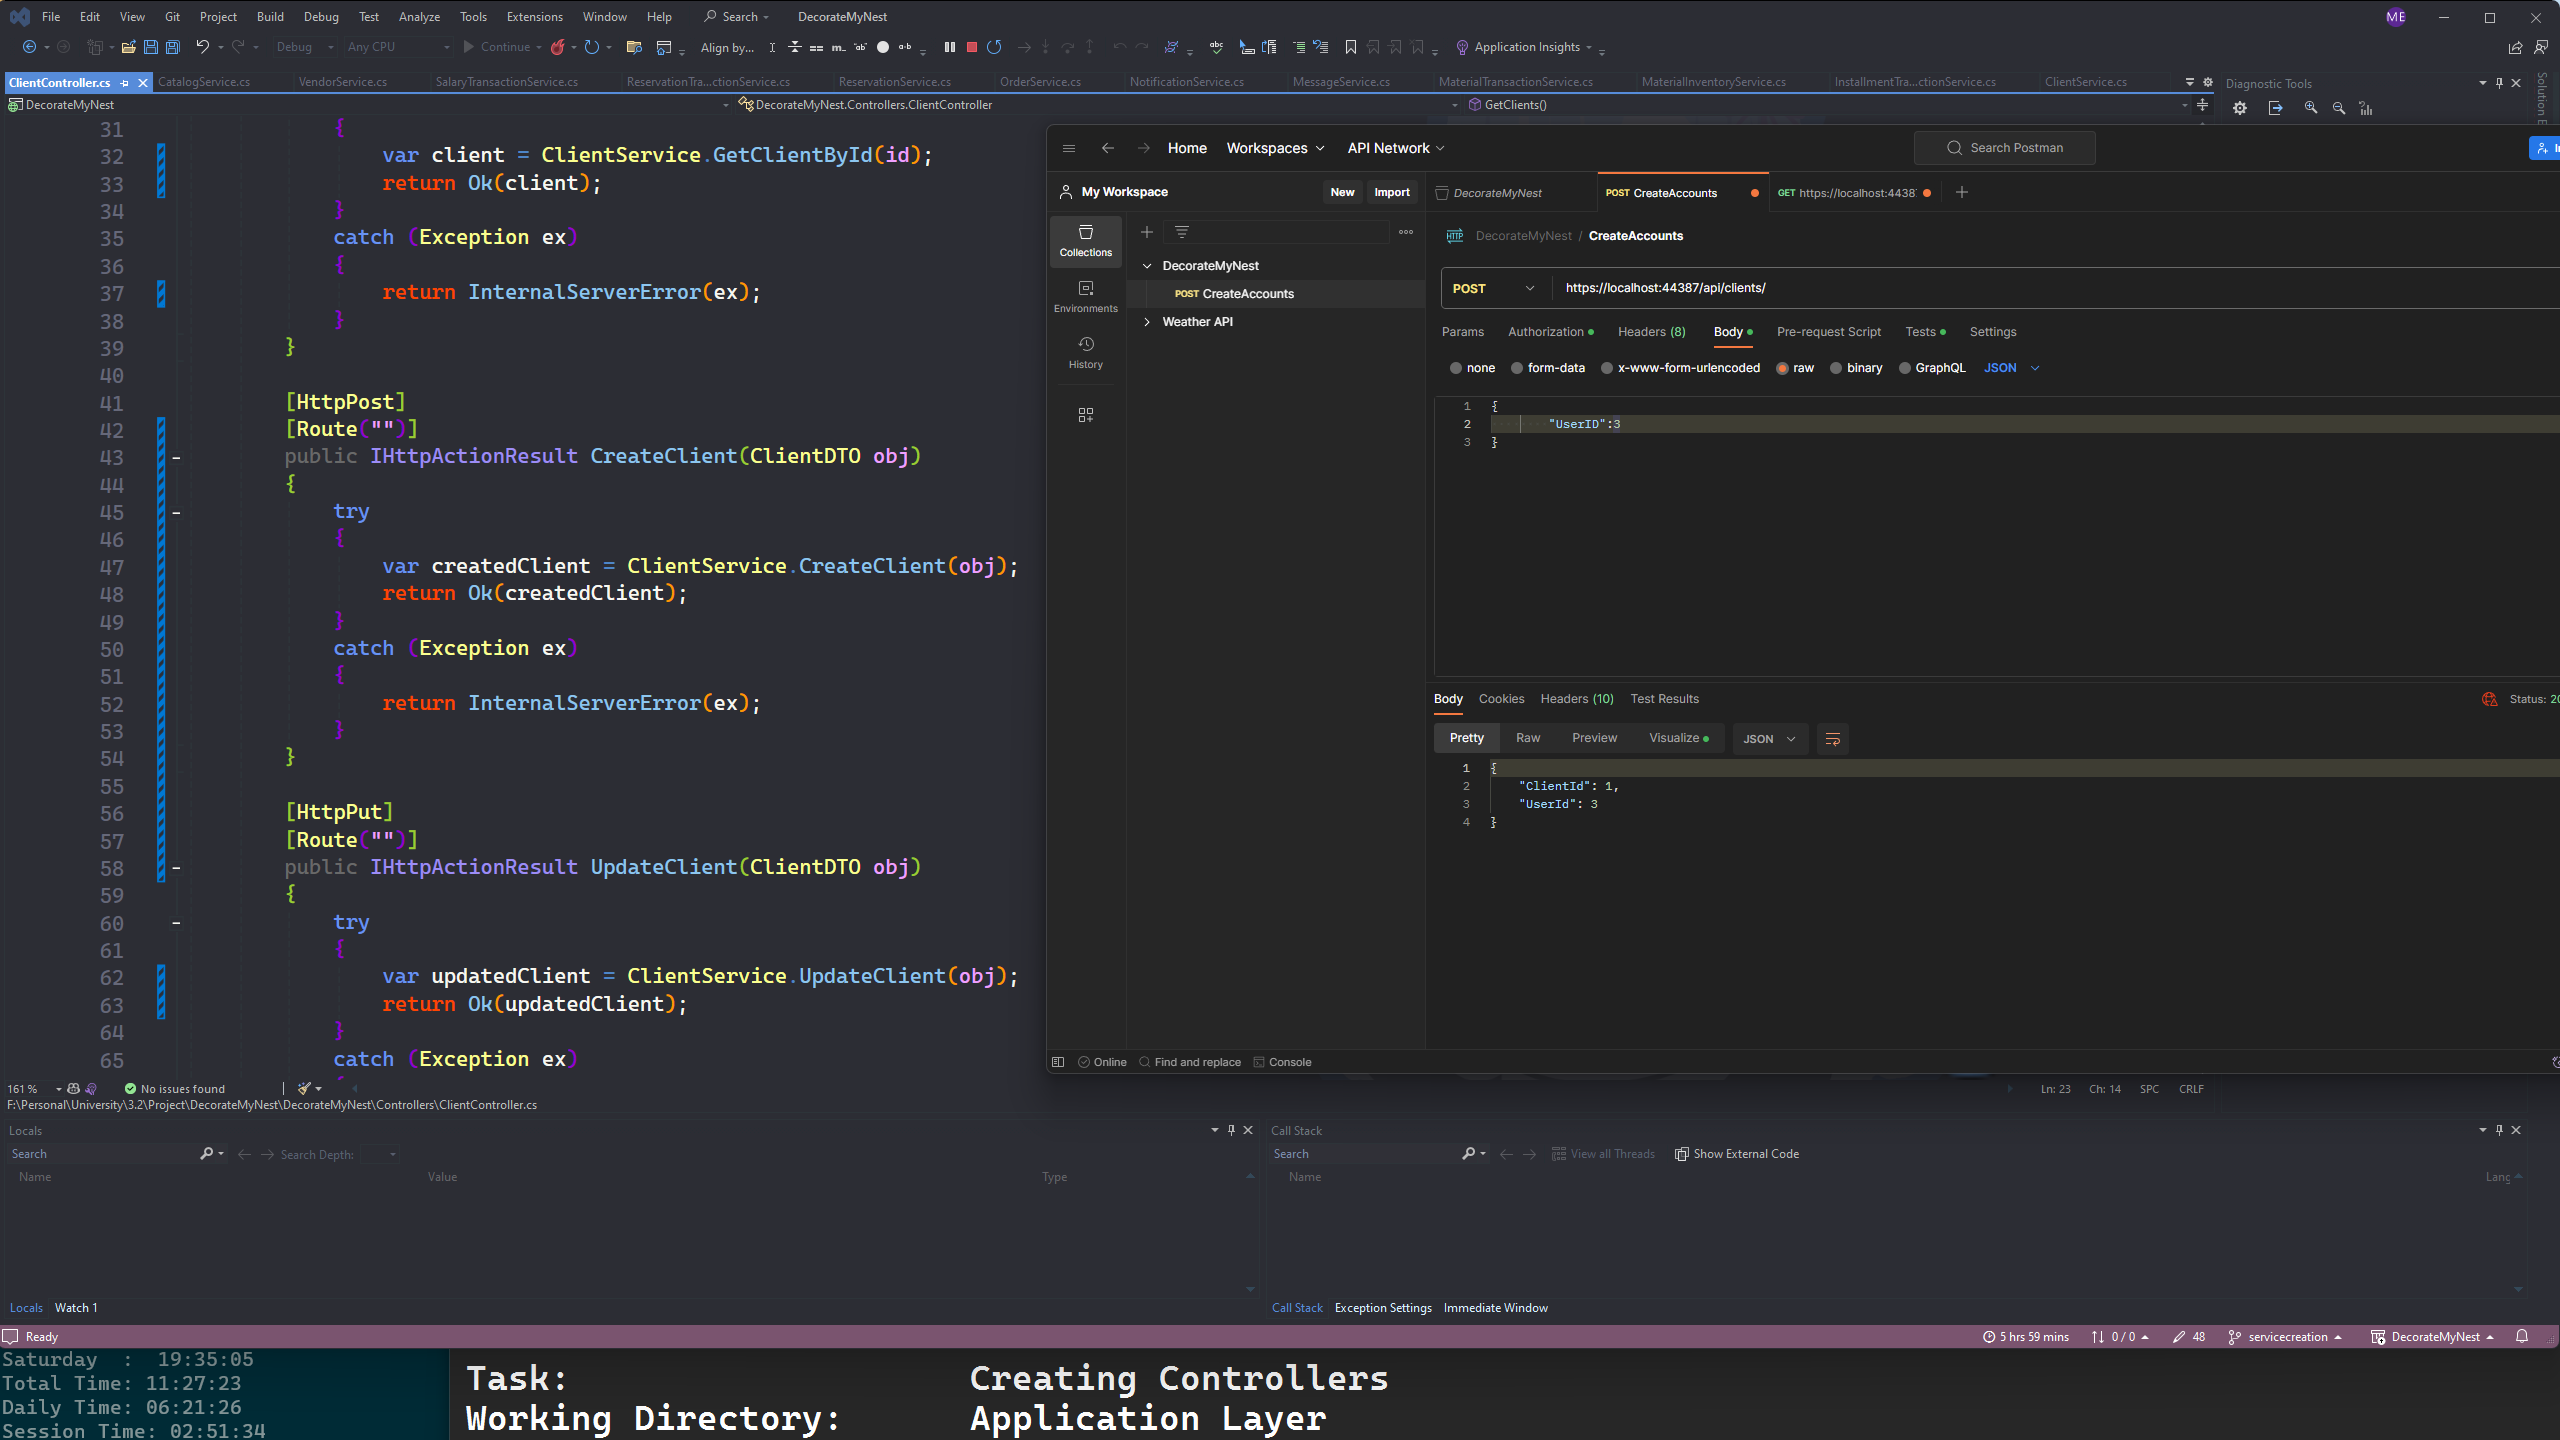 File Edit View Git Project Build Debug Test Analyze Tools Extensions Window Help Search DecorateMyNest ME
Debug Any CPU Continue Align by... Application Insights
ClientController.cs CatalogService.cs VendorService.cs SalaryTransactionService.cs ReservationTra...ctionService.cs ReservationService.cs OrderService.cs NotificationService.cs MessageService.cs MaterialTransactionService.cs MaterialInventoryService.cs InstallmentTra...ctionService.cs ClientService.cs Diagnostic Tools
DecorateMyNest DecorateMyNest.Controllers.ClientController GetClients()
31 {
32 var client = ClientService.GetClientById(id);
33 return Ok(client);
34 }
35 catch (Exception ex)
36 {
37 return InternalServerError(ex);
38 }
39 }
40
41 [HttpPost]
42 [Route("")]
43 public IHttpActionResult CreateClient(ClientDTO obj)
44 {
45 try
46 {
47 var createdClient = ClientService.CreateClient(obj);
48 return Ok(createdClient);
49 }
50 catch (Exception ex)
51 {
52 return InternalServerError(ex);
53 }
54 }
55
56 [HttpPut]
57 [Route("")]
58 public IHttpActionResult UpdateClient(ClientDTO obj)
59 {
60 try
61 {
62 var updatedClient = ClientService.UpdateClient(obj);
63 return Ok(updatedClient);
64 }
65 catch (Exception ex)
Home Workspaces API Network Search Postman
My Workspace New Import
DecorateMyNest POST CreateAccounts GET https://localhost:4438
Collections
Environments
History
DecorateMyNest
POST CreateAccounts
Weather API
HTTP DecorateMyNest / CreateAccounts
POST https://localhost:44387/api/clients/
Params Authorization Headers (8) Body Pre-request Script Tests Settings
none form-data x-www-form-urlencoded raw binary GraphQL JSON
1 {
2 "UserID":3
3 }
Body Cookies Headers (10) Test Results Status: 20
Pretty Raw Preview Visualize JSON
1 {
2 "ClientId": 1,
3 "UserId": 3
4 }
Online Find and replace Console
161 % No issues found Ln: 23 Ch: 14 SPC CRLF
F:\Personal\University\3.2\Project\DecorateMyNest\DecorateMyNest\Controllers\ClientController.cs
Locals
Search Search Depth:
Name Value Type
Locals Watch 1
Call Stack
Search View all Threads Show External Code
Name Lang
Call Stack Exception Settings Immediate Window
Ready 5 hrs 59 mins 0 / 0 48 servicecreation DecorateMyNest
Saturday : 19:35:05
Total Time: 11:27:23
Daily Time: 06:21:26
Session Time: 02:51:34
Task: Creating Controllers
Working Directory: Application Layer